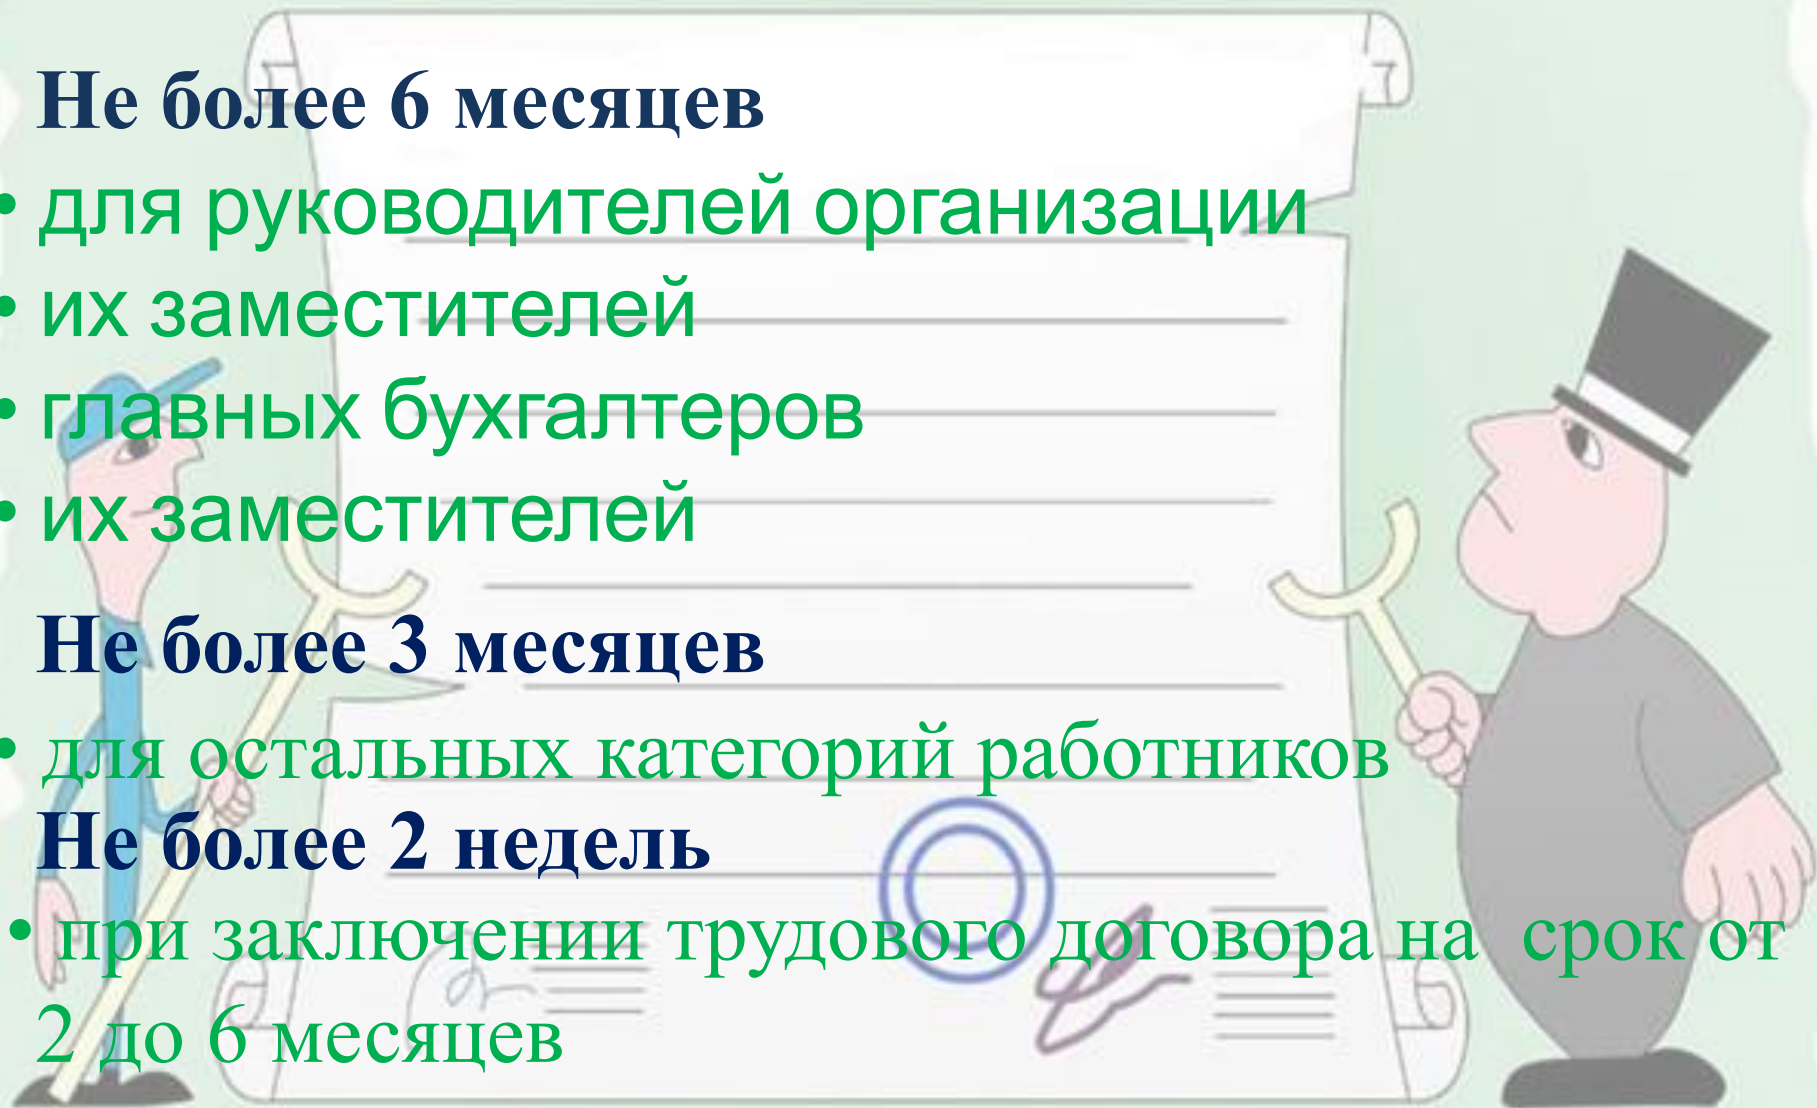 Не более 6 месяцев
• для руководителей организации
• их заместителей
• главных бухгалтеров
• их заместителей
Не более 3 месяцев
• для остальных категорий работников
Не более 2 недель
• при заключении трудового договора на срок от
2 до 6 месяцев